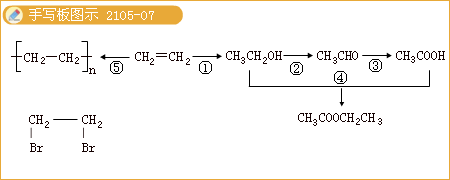 手写板图示 2105-07
[CH₂—CH₂]n ← CH₂=CH₂ → CH₃CH₂OH → CH₃CHO → CH₃COOH
⑤ ① ② ③
④
CH₃COOCH₂CH₃
CH₂—CH₂
Br Br